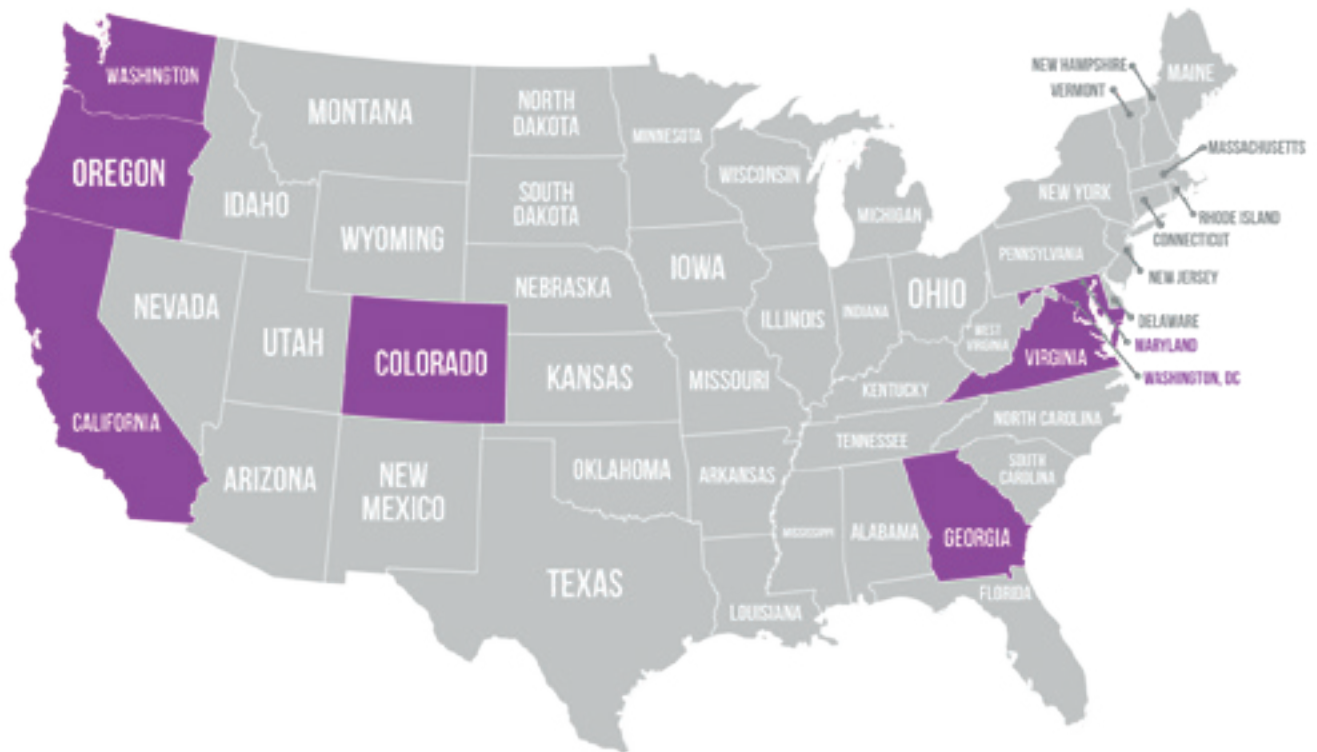 WASHINGTON
OREGON
CALIFORNIA
MONTANA
IDAHO
WYOMING
NEVADA
UTAH
COLORADO
ARIZONA
NEW
MEXICO
NORTH
DAKOTA
SOUTH
DAKOTA
NEBRASKA
KANSAS
OKLAHOMA
TEXAS
MINNESOTA
IOWA
MISSOURI
ARKANSAS
LOUISIANA
WISCONSIN
ILLINOIS
MICHIGAN
INDIANA
OHIO
KENTUCKY
TENNESSEE
MISSISSIPPI
ALABAMA
GEORGIA
FLORIDA
SOUTH
CAROLINA
NORTH CAROLINA
VIRGINIA
WEST
VIRGINIA
PENNSYLVANIA
NEW YORK
MAINE
NEW HAMPSHIRE
VERMONT
MASSACHUSETTS
RHODE ISLAND
CONNECTICUT
NEW JERSEY
DELAWARE
MARYLAND
WASHINGTON, DC